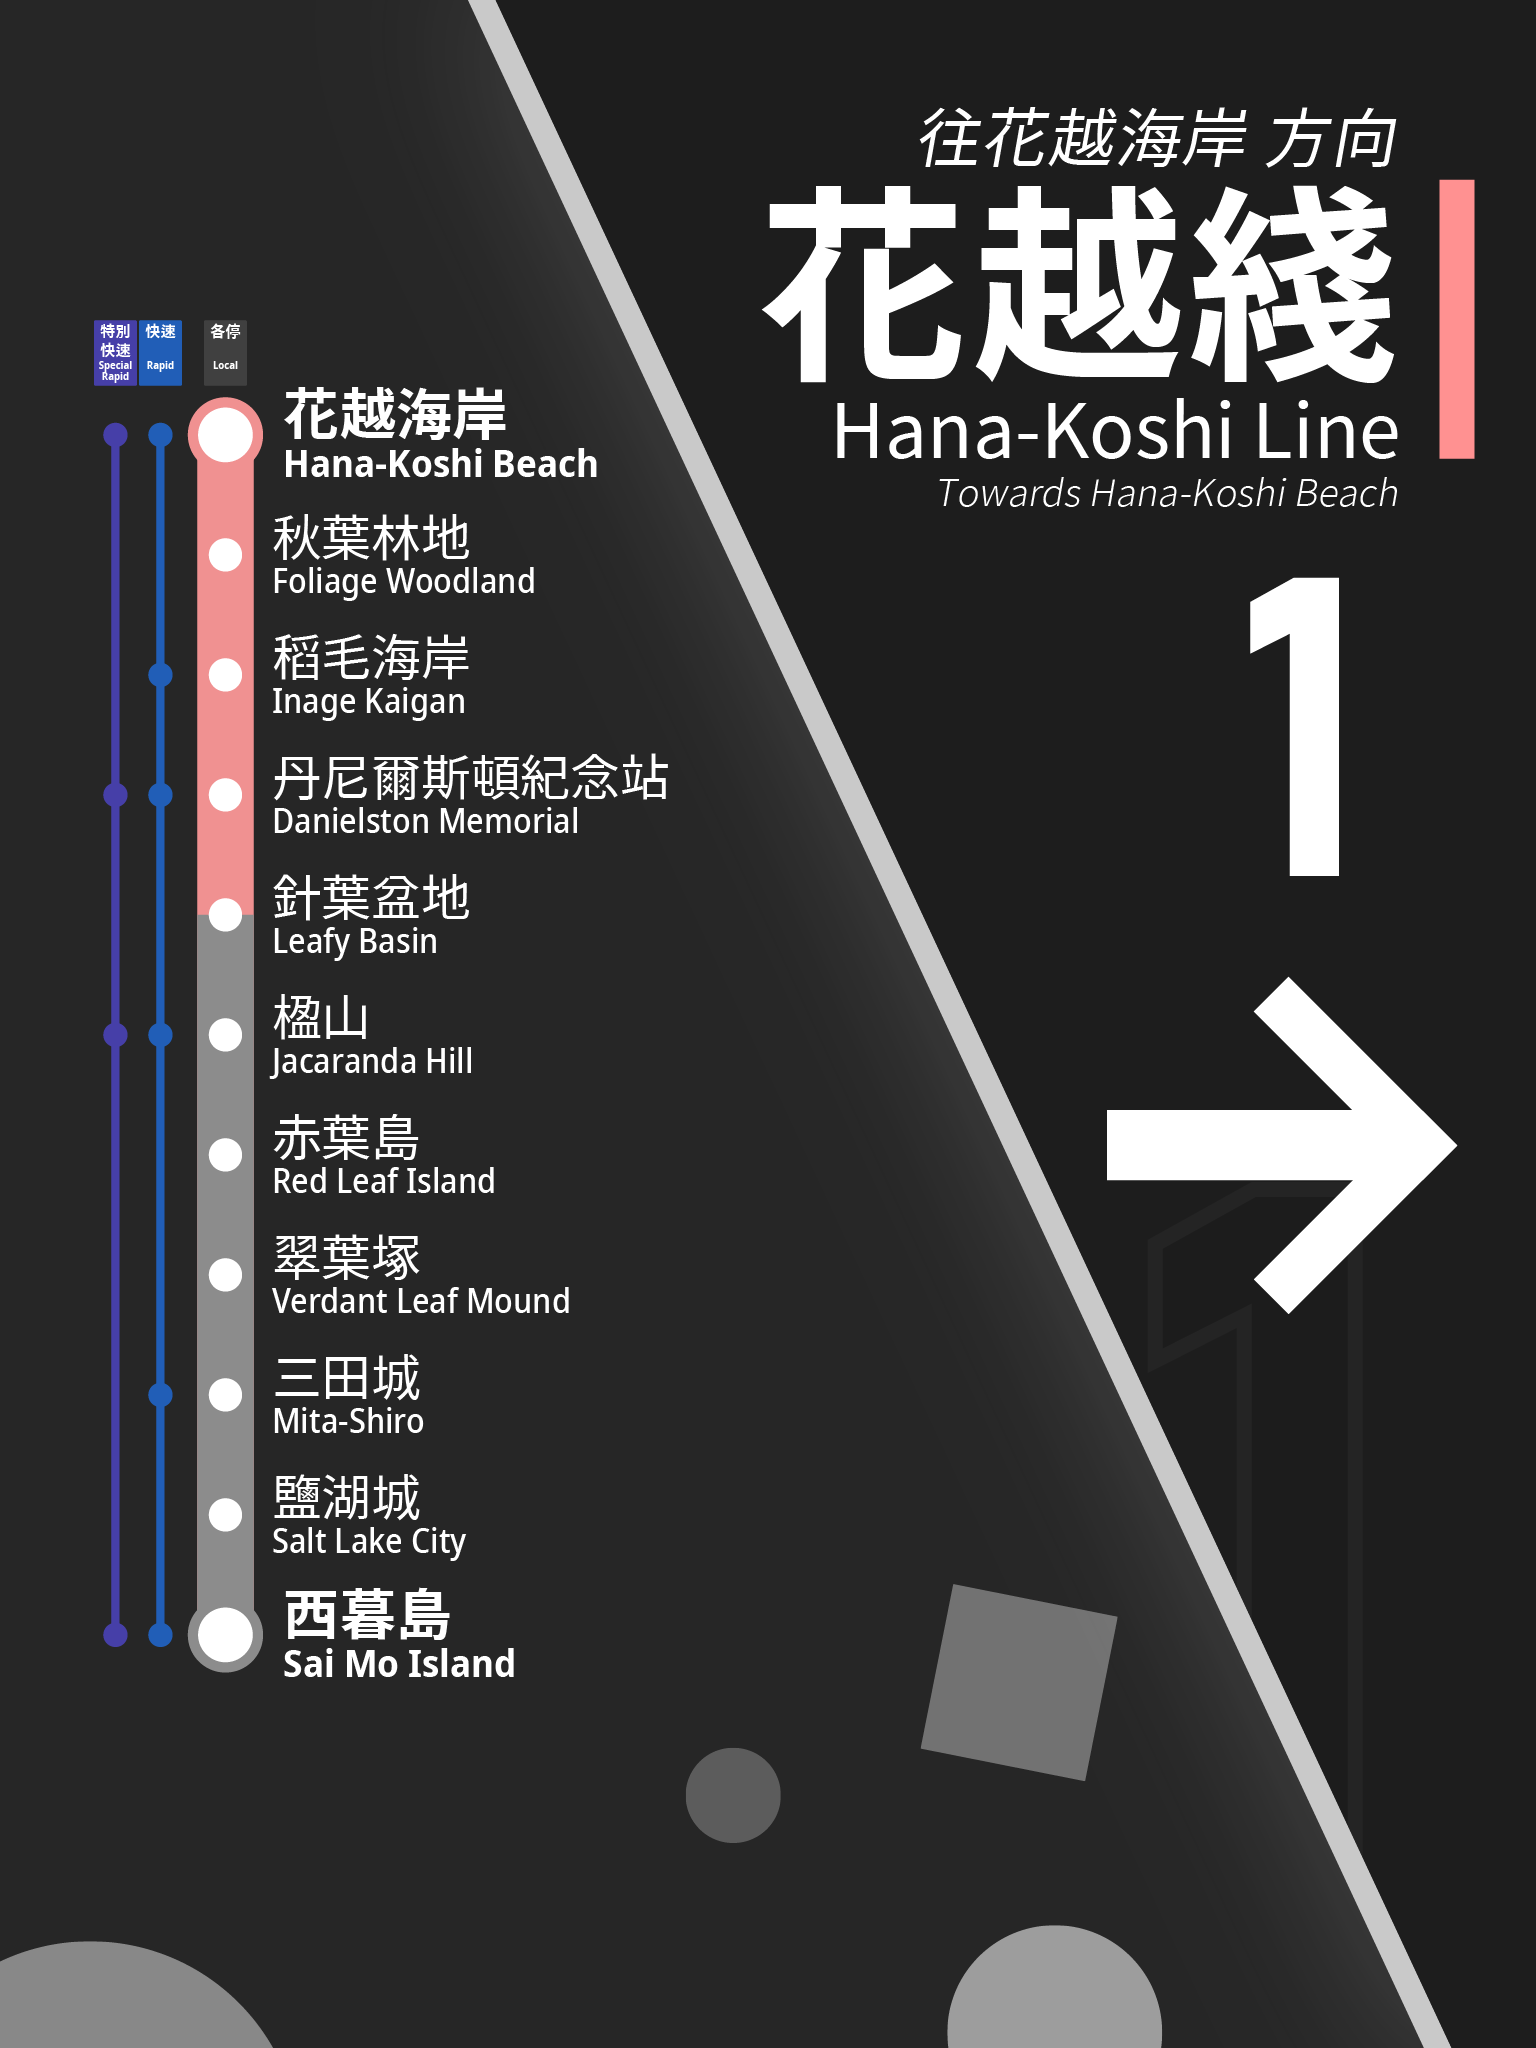 往花越海岸 方向
花越綫
Hana-Koshi Line
Towards Hana-Koshi Beach
1
特別
快速
Special
Rapid
快速
Rapid
各停
Local
花越海岸
Hana-Koshi Beach
秋葉林地
Foliage Woodland
稻毛海岸
Inage Kaigan
丹尼爾斯頓紀念站
Danielston Memorial
針葉盆地
Leafy Basin
楹山
Jacaranda Hill
赤葉島
Red Leaf Island
翠葉塚
Verdant Leaf Mound
三田城
Mita-Shiro
鹽湖城
Salt Lake City
西暮島
Sai Mo Island
1